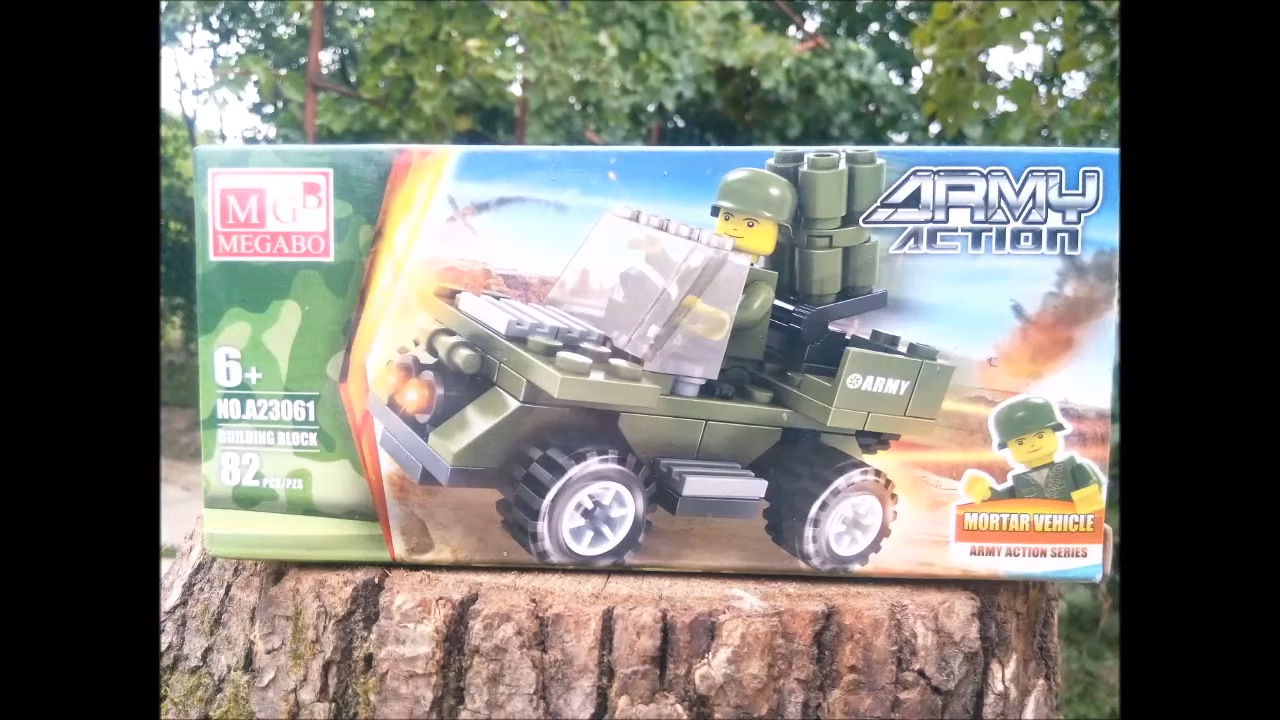 MGB
MEGABO
6+
NO.A23061
BUILDING BLOCK
82 PCS/PZS
ARMY
ACTION
ARMY
MORTAR VEHICLE
ARMY ACTION SERIES